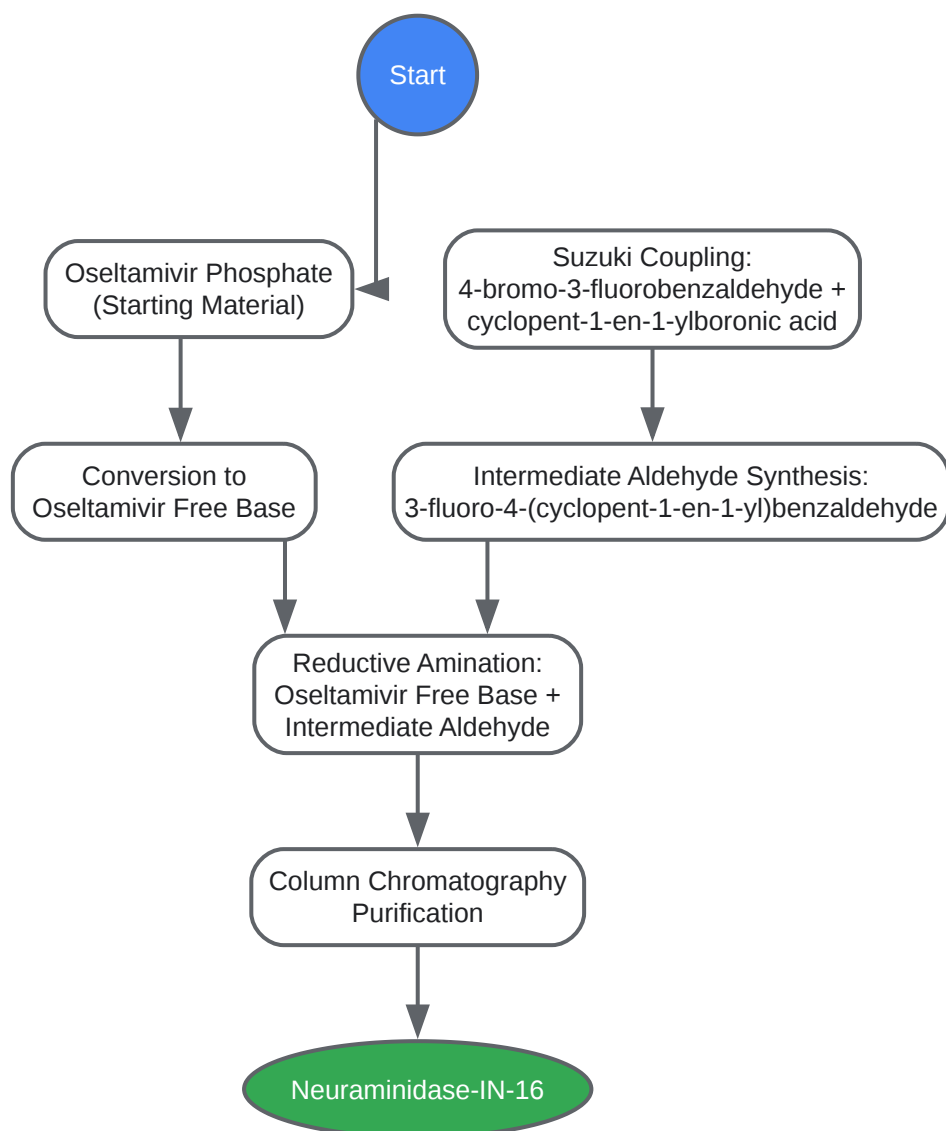 Start
Oseltamivir Phosphate
(Starting Material)
Suzuki Coupling:
4-bromo-3-fluorobenzaldehyde +
cyclopent-1-en-1-ylboronic acid
Conversion to
Oseltamivir Free Base
Intermediate Aldehyde Synthesis:
3-fluoro-4-(cyclopent-1-en-1-yl)benzaldehyde
Reductive Amination:
Oseltamivir Free Base +
Intermediate Aldehyde
Column Chromatography
Purification
Neuraminidase-IN-16